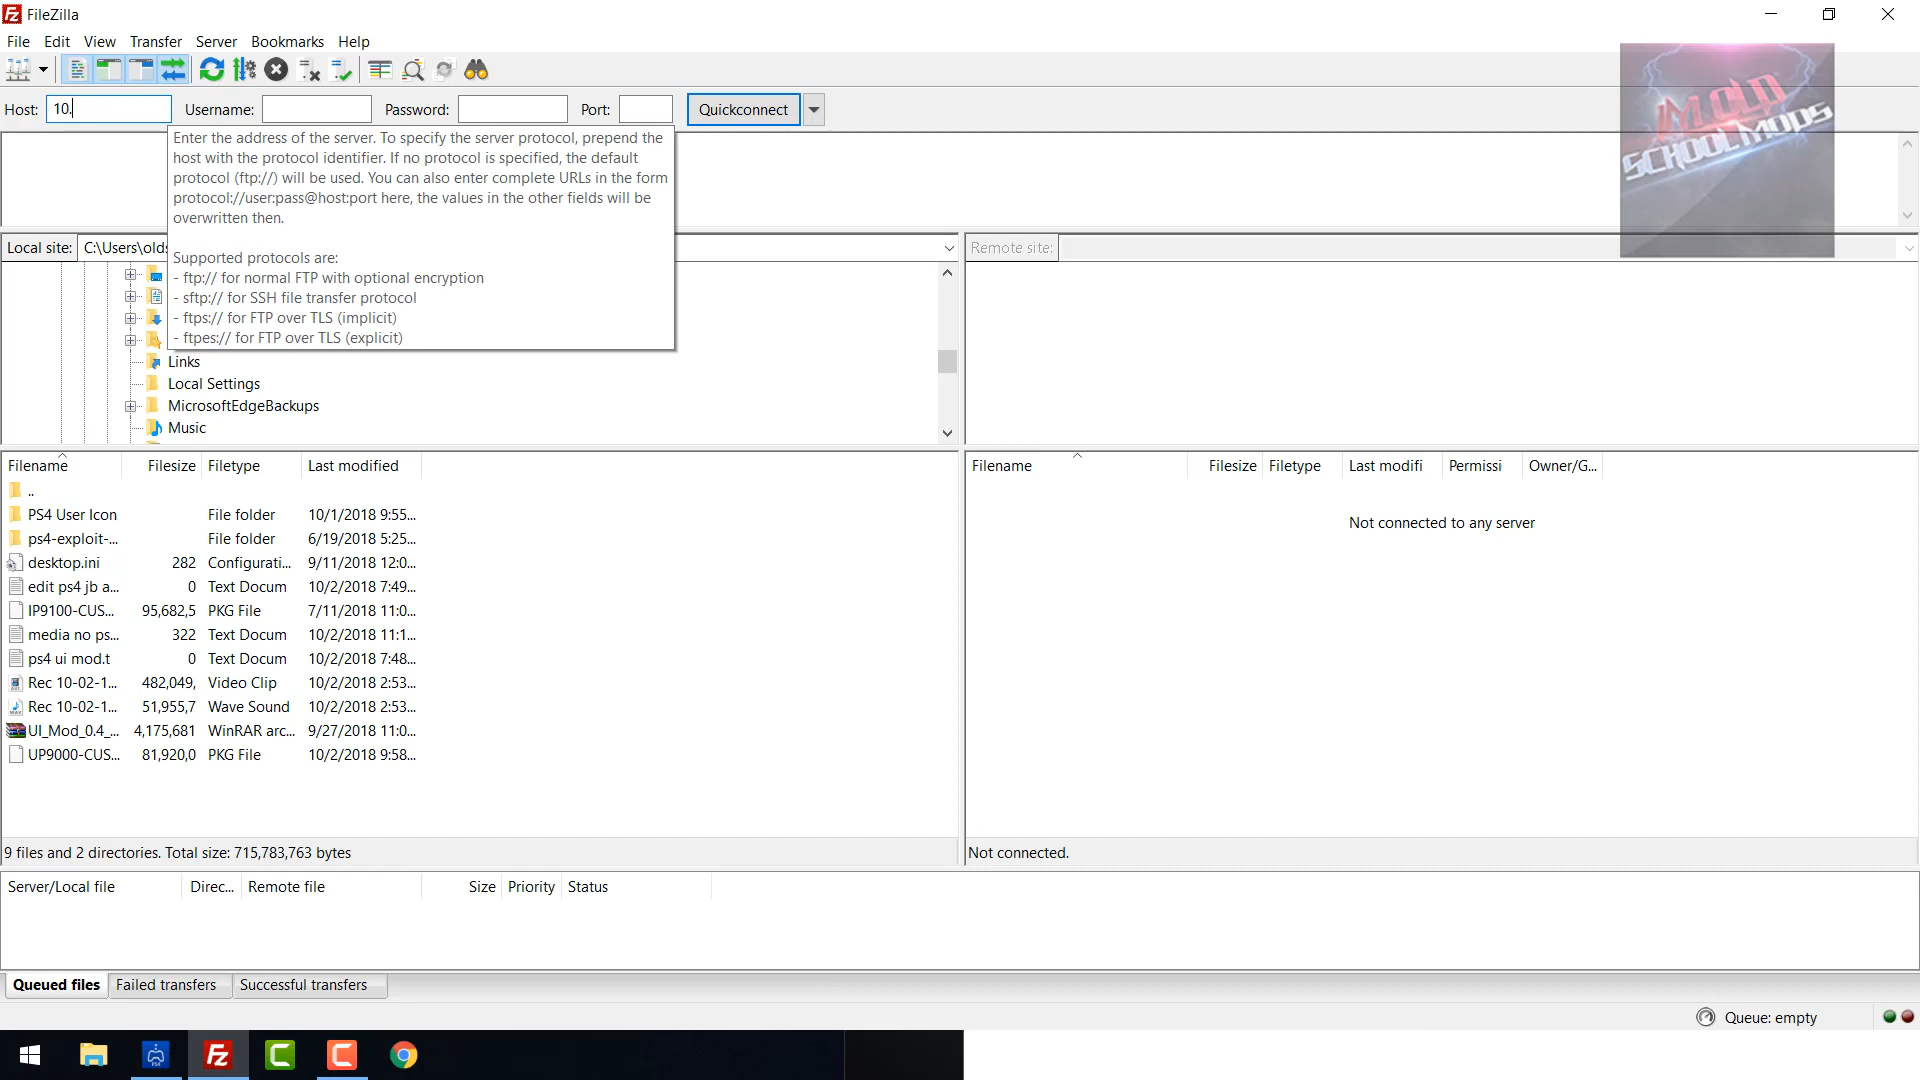 FileZilla
File Edit View Transfer Server Bookmarks Help
Host: 10. Username: Password: Port: Quickconnect
Enter the address of the server. To specify the server protocol, prepend the
host with the protocol identifier. If no protocol is specified, the default
protocol (ftp://) will be used. You can also enter complete URLs in the form
protocol://user:pass@host:port here, the values in the other fields will be
overwritten then.
Supported protocols are:
- ftp:// for normal FTP with optional encryption
- sftp:// for SSH file transfer protocol
- ftps:// for FTP over TLS (implicit)
- ftpes:// for FTP over TLS (explicit)
IM OLD
SCHOOL MODS
Local site: C:\Users\olds
Remote site:
Links
Local Settings
MicrosoftEdgeBackups
Music
Filename Filesize Filetype Last modified
..
PS4 User Icon File folder 10/1/2018 9:55...
ps4-exploit-... File folder 6/19/2018 5:25...
desktop.ini 282 Configurati... 9/11/2018 12:0...
edit ps4 jb a... 0 Text Docum 10/2/2018 7:49...
IP9100-CUS... 95,682,5 PKG File 7/11/2018 11:0...
media no ps... 322 Text Docum 10/2/2018 11:1...
ps4 ui mod.t 0 Text Docum 10/2/2018 7:48...
Rec 10-02-1... 482,049, Video Clip 10/2/2018 2:53...
Rec 10-02-1... 51,955,7 Wave Sound 10/2/2018 2:53...
UI_Mod_0.4_... 4,175,681 WinRAR arc... 9/27/2018 11:0...
UP9000-CUS... 81,920,0 PKG File 10/2/2018 9:58...
9 files and 2 directories. Total size: 715,783,763 bytes
Filename Filesize Filetype Last modifi Permissi Owner/G...
Not connected to any server
Not connected.
Server/Local file Direc... Remote file Size Priority Status
Queued files Failed transfers Successful transfers
Queue: empty